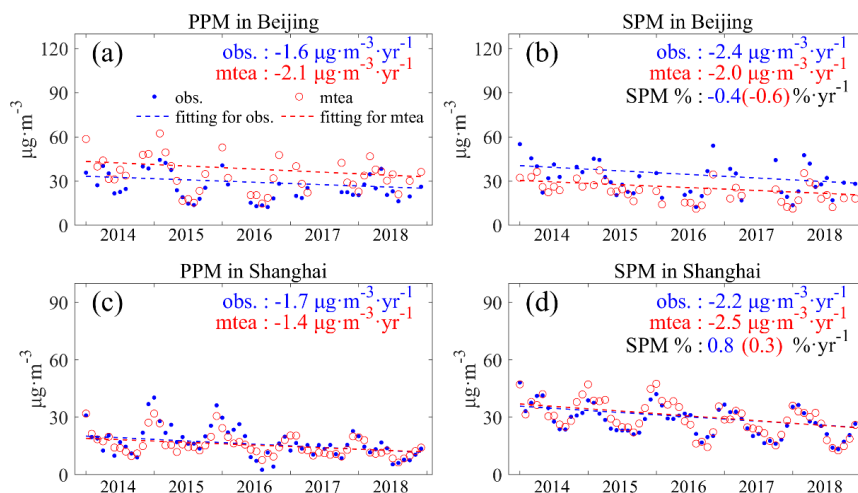 PPM in Beijing
(a)
obs. : -1.6 μg·m⁻³·yr⁻¹
mtea : -2.1 μg·m⁻³·yr⁻¹
obs.
mtea
fitting for obs.
fitting for mtea
μg·m⁻³
120
90
60
30
0
2014 2015 2016 2017 2018
SPM in Beijing
(b)
obs. : -2.4 μg·m⁻³·yr⁻¹
mtea : -2.0 μg·m⁻³·yr⁻¹
SPM % : -0.4(-0.6) %·yr⁻¹
120
90
60
30
0
2014 2015 2016 2017 2018
PPM in Shanghai
(c)
obs. : -1.7 μg·m⁻³·yr⁻¹
mtea : -1.4 μg·m⁻³·yr⁻¹
μg·m⁻³
90
60
30
0
2014 2015 2016 2017 2018
SPM in Shanghai
(d)
obs. : -2.2 μg·m⁻³·yr⁻¹
mtea : -2.5 μg·m⁻³·yr⁻¹
SPM % : 0.8 (0.3) %·yr⁻¹
90
60
30
0
2014 2015 2016 2017 2018